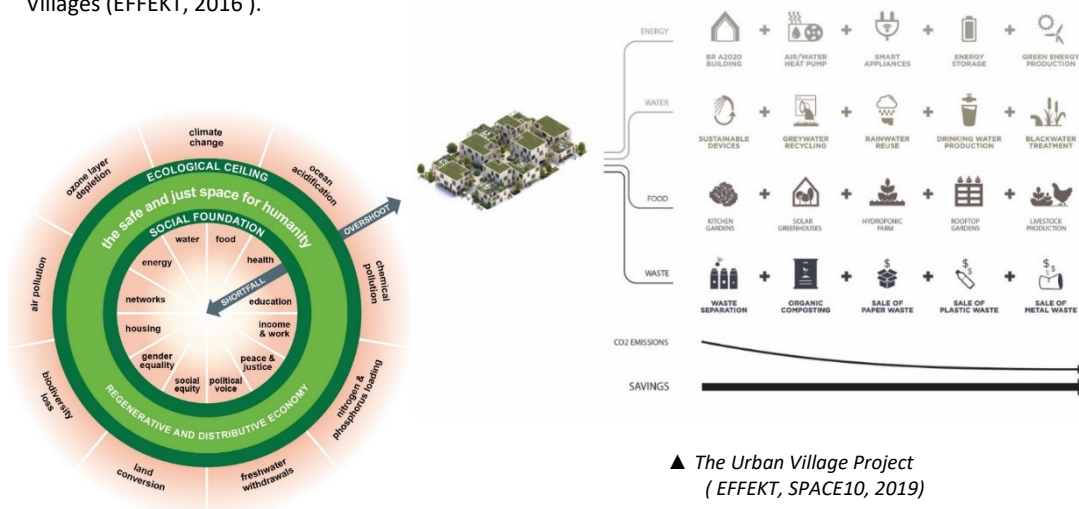 Villages (EFFEKT, 2016 ).
climate
change
ozone layer
depletion
ocean
acidification
air pollution
chemical
pollution
biodiversity
loss
nitrogen &
phosphorus loading
land
conversion
freshwater
withdrawals
ECOLOGICAL CEILING
the safe and just space for humanity
SOCIAL FOUNDATION
OVERSHOOT
SHORTFALL
water
food
energy
health
networks
education
housing
income
& work
gender
equality
peace &
justice
social
equity
political
voice
REGENERATIVE AND DISTRIBUTIVE ECONOMY
ENERGY
BR A2020
BUILDING
+
AIR/WATER
HEAT PUMP
+
SMART
APPLIANCES
+
ENERGY
STORAGE
+
GREEN ENERGY
PRODUCTION
WATER
SUSTAINABLE
DEVICES
+
GREYWATER
RECYCLING
+
RAINWATER
REUSE
+
DRINKING WATER
PRODUCTION
+
BLACKWATER
TREATMENT
FOOD
KITCHEN
GARDENS
+
SOLAR
GREENHOUSES
+
HYDROPONIC
FARM
+
ROOFTOP
GARDENS
+
LIVESTOCK
PRODUCTION
WASTE
WASTE
SEPARATION
+
ORGANIC
COMPOSTING
+
$
SALE OF
PAPER WASTE
+
$
SALE OF
PLASTIC WASTE
+
$ $
SALE OF
METAL WASTE
CO2 EMISSIONS
SAVINGS
▲ The Urban Village Project
( EFFEKT, SPACE10, 2019)